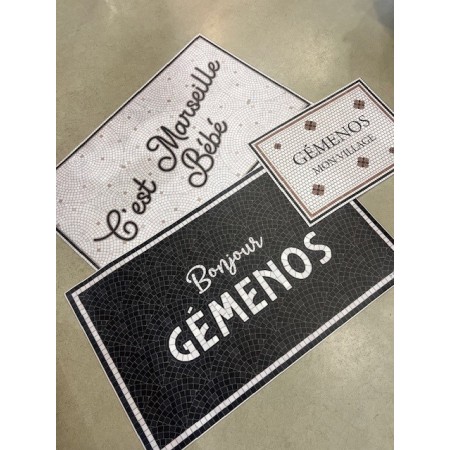 C'est Marseille
Bébé
GÉMENOS
MON VILLAGE
Bonjour
GÉMENOS